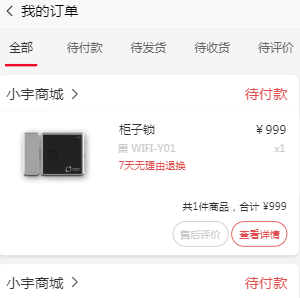 我的订单
全部 待付款 待发货 待收货 待评价
小宇商城 待付款
柜子锁 ￥999
黑 WIFI-Y01 x1
7天无理由退换
共1件商品，合计 ¥999
售后评价 查看详情
小宇商城 待付款